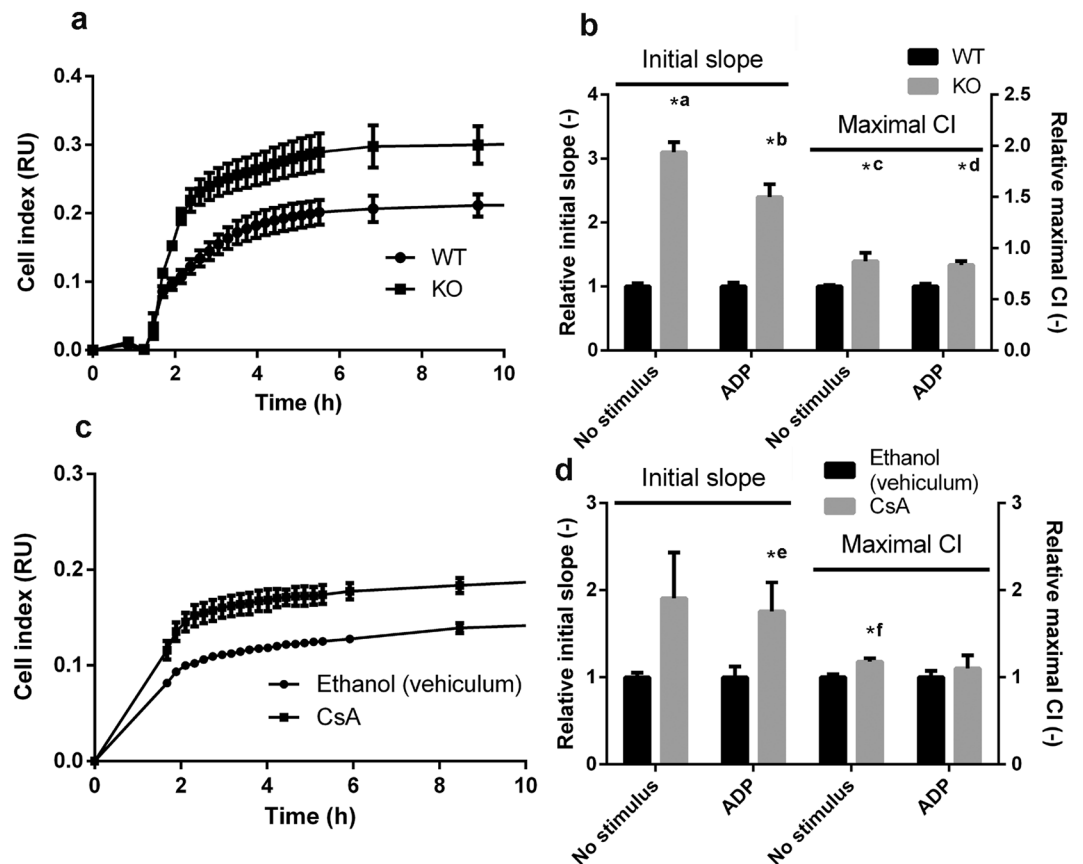 a
0.4
0.3
0.2
0.1
0.0
Cell index (RU)
WT
KO
0 2 4 6 8 10
Time (h)
b
WT
KO
Initial slope
Maximal CI
*a
*b
*c
*d
4
3
2
1
0
Relative initial slope (-)
2.5
2.0
1.5
1.0
0.5
0.0
Relative maximal CI (-)
No stimulus
ADP
No stimulus
ADP
c
0.3
0.2
0.1
0.0
Cell index (RU)
Ethanol (vehiculum)
CsA
0 2 4 6 8 10
Time (h)
d
Ethanol
(vehiculum)
CsA
Initial slope
Maximal CI
*e
*f
3
2
1
0
Relative initial slope (-)
3
2
1
0
Relative maximal CI (-)
No stimulus
ADP
No stimulus
ADP